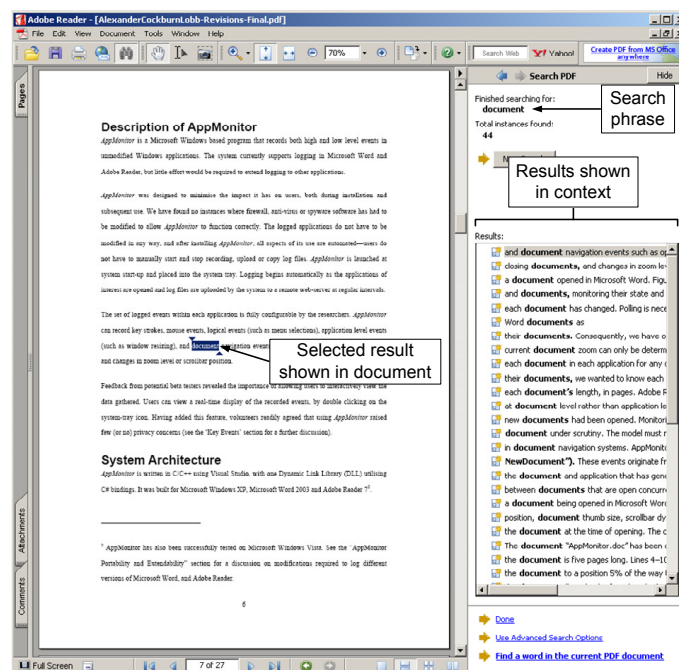 Adobe Reader - [AlexanderCockburnLobb-Revisions-Final.pdf]
File Edit View Document Tools Window Help
70%
Search Web Y! Yahoo! Create PDF from MS Office anywhere
Pages
Attachments
Comments
Description of AppMonitor
AppMonitor is a Microsoft Windows based program that records both high and low level events in
unmodified Windows applications. The system currently supports logging in Microsoft Word and
Adobe Reader, but little effort would be required to extend logging to other applications.
AppMonitor was designed to minimise the impact it has on users, both during installation and
subsequent use. We have found no instances where firewall, anti-virus or spyware software has had to
be modified to allow AppMonitor to function correctly. The logged applications do not have to be
modified in any way, and after installing AppMonitor, all aspects of its use are automated—users do
not have to manually start and stop recording, upload or copy log files. AppMonitor is launched at
system start-up and placed into the system tray. Logging begins automatically as the applications of
interest are opened and log files are uploaded by the system to a remote web-server at regular intervals.
The set of logged events within each application is fully configurable by the researchers. AppMonitor
can record key strokes, mouse events, logical events (such as menu selections), application level events
(such as window resizing), and document navigation even
and changes in zoom level or scrollbar position.
Selected result
shown in document
Feedback from potential beta testers revealed the importance of allowing users to interactively view the
data gathered. Users can view a real-time display of the recorded events, by double clicking on the
system-tray icon. Having added this feature, volunteers readily agreed that using AppMonitor raised
few (or no) privacy concerns (see the 'Key Events' section for a further discussion).
System Architecture
AppMonitor is written in C/C++ using Visual Studio, with one Dynamic Link Library (DLL) utilising
C# bindings. It was built for Microsoft Windows XP, Microsoft Word 2003 and Adobe Reader 7⁵.
⁵ AppMonitor has also been successfully tested on Microsoft Windows Vista. See the "AppMonitor
Portability and Extendability" section for a discussion on modifications required to log different
versions of Microsoft Word, and Adobe Reader.
6
Search PDF Hide
Finished searching for:
document
Search
phrase
Total instances found:
44
Results shown
in context
Results:
and document navigation events such as op
closing documents, and changes in zoom lev
a document opened in Microsoft Word. Figu
and documents, monitoring their state and
each document has changed. Polling is nece
Word documents as
their documents. Consequently, we have o
current document zoom can only be determ
each document in each application for any c
their documents, we wanted to know each
each document's length, in pages. Adobe R
at document level rather than application le
new documents had been opened. Monitori
document under scrutiny. The model must r
in document navigation systems. AppMonito
NewDocument"). These events originate fr
the document and application that has gene
between documents that are open concurre
a document being opened in Microsoft Word
position, document thumb size, scrollbar dy
the document at the time of opening. The c
The document "AppMonitor.doc" has been o
the document is five pages long. Lines 4–10
the document to a position 5% of the way t
Done
Use Advanced Search Options
Find a word in the current PDF document
Full Screen
7 of 27